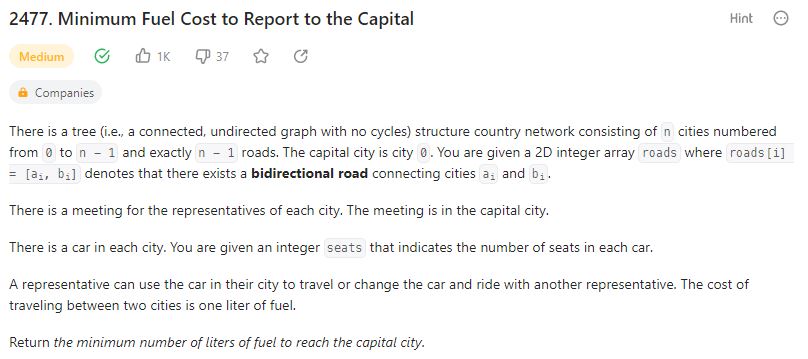 2477. Minimum Fuel Cost to Report to the Capital
Hint
Medium 1K 37
Companies
There is a tree (i.e., a connected, undirected graph with no cycles) structure country network consisting of n cities numbered
from 0 to n - 1 and exactly n - 1 roads. The capital city is city 0. You are given a 2D integer array roads where roads[i]
= [ai, bi] denotes that there exists a bidirectional road connecting cities ai and bi.
There is a meeting for the representatives of each city. The meeting is in the capital city.
There is a car in each city. You are given an integer seats that indicates the number of seats in each car.
A representative can use the car in their city to travel or change the car and ride with another representative. The cost of
traveling between two cities is one liter of fuel.
Return the minimum number of liters of fuel to reach the capital city.